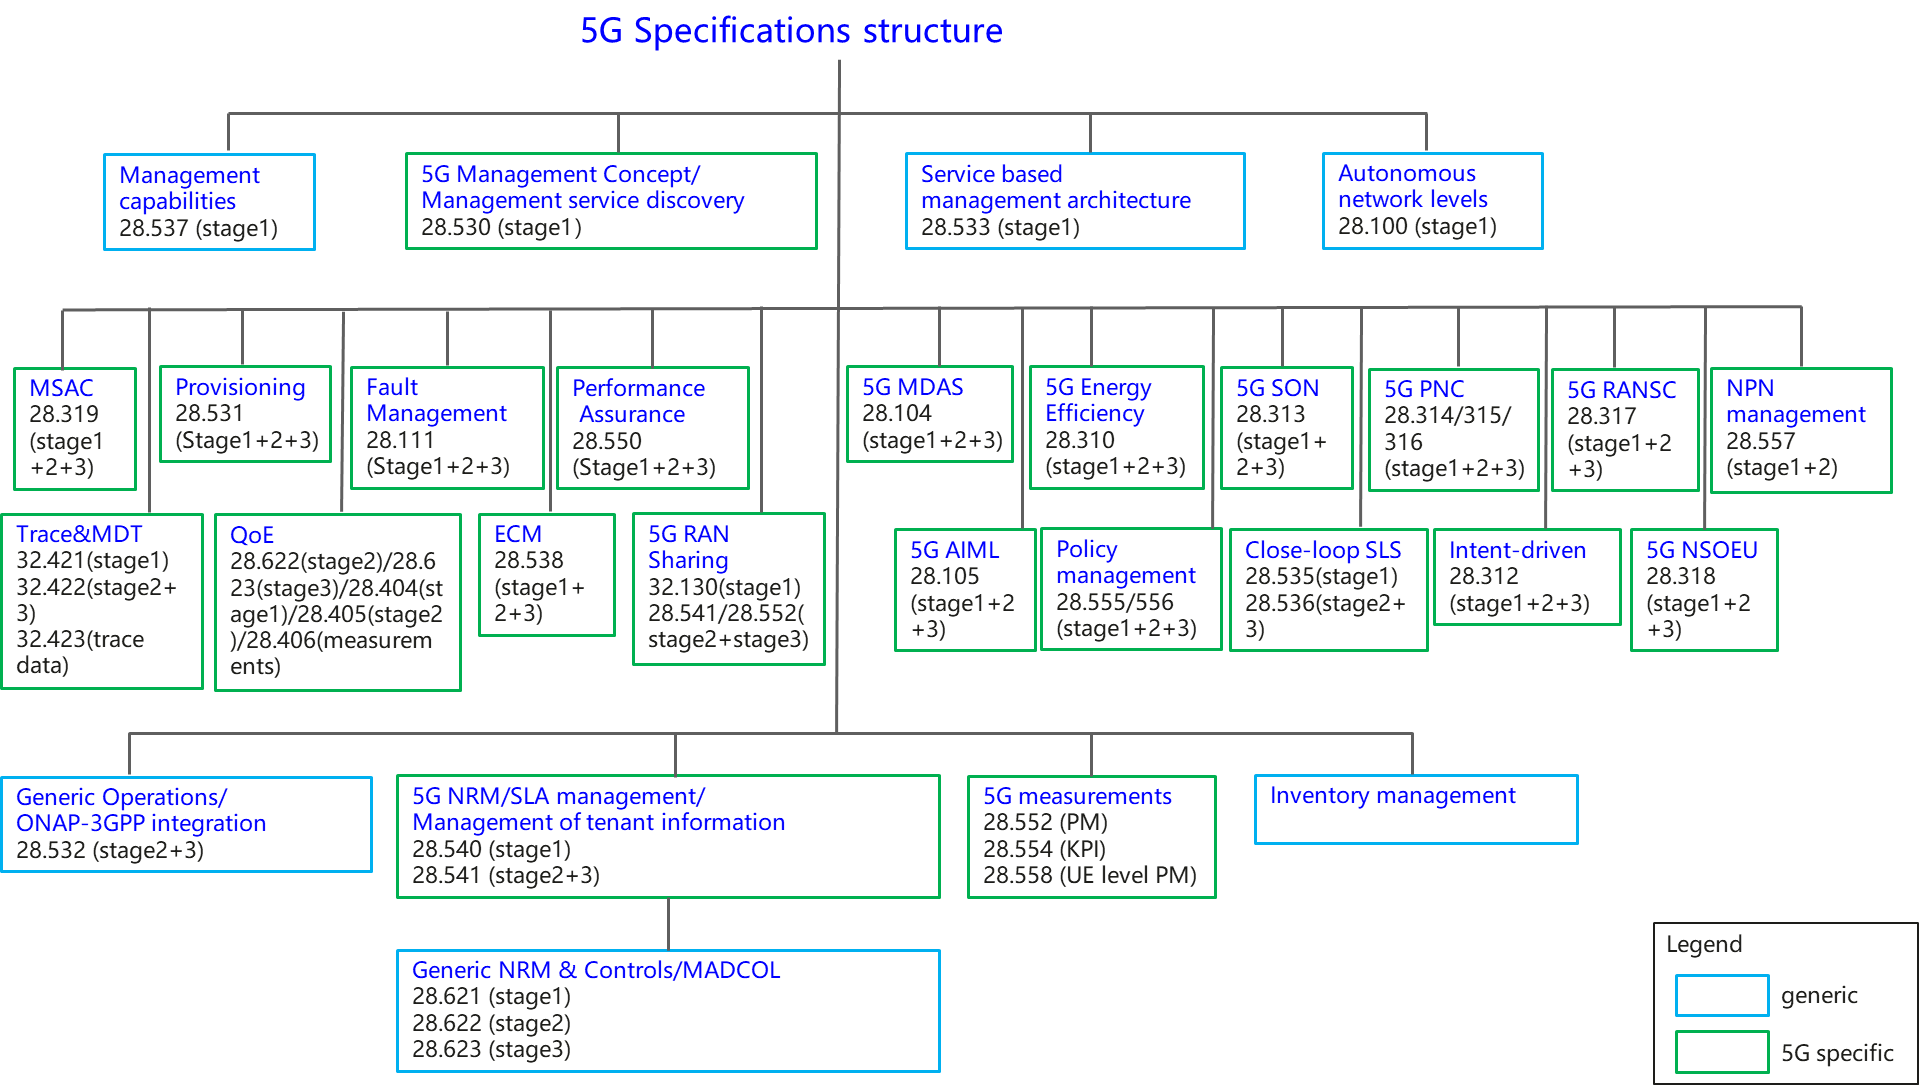 5G Specifications structure
Management
capabilities
28.537 (stage1)
5G Management Concept/
Management service discovery
28.530 (stage1)
Service based
management architecture
28.533 (stage1)
Autonomous
network levels
28.100 (stage1)
MSAC
28.319
(stage1
+2+3)
Provisioning
28.531
(Stage1+2+3)
Fault
Management
28.111
(Stage1+2+3)
Performance
Assurance
28.550
(Stage1+2+3)
5G MDAS
28.104
(stage1+2+3)
5G Energy
Efficiency
28.310
(stage1+2+3)
5G SON
28.313
(stage1+
2+3)
5G PNC
28.314/315/
316
(stage1+2+3)
5G RANSC
28.317
(stage1+2
+3)
NPN
management
28.557
(stage1+2)
Trace&MDT
32.421(stage1)
32.422(stage2+
3)
32.423(trace
data)
QoE
28.622(stage2)/28.6
23(stage3)/28.404(st
age1)/28.405(stage2
)/28.406(measurem
ents)
ECM
28.538
(stage1+
2+3)
5G RAN
Sharing
32.130(stage1)
28.541/28.552(
stage2+stage3)
5G AIML
28.105
(stage1+2
+3)
Policy
management
28.555/556
(stage1+2+3)
Close-loop SLS
28.535(stage1)
28.536(stage2+
3)
Intent-driven
28.312
(stage1+2+3)
5G NSOEU
28.318
(stage1+2
+3)
Generic Operations/
ONAP-3GPP integration
28.532 (stage2+3)
5G NRM/SLA management/
Management of tenant information
28.540 (stage1)
28.541 (stage2+3)
5G measurements
28.552 (PM)
28.554 (KPI)
28.558 (UE level PM)
Inventory management
Generic NRM & Controls/MADCOL
28.621 (stage1)
28.622 (stage2)
28.623 (stage3)
Legend
generic
5G specific